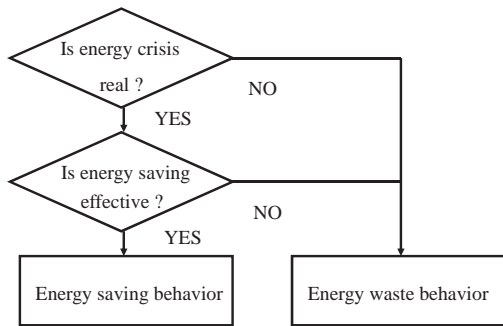 Is energy crisis
real ?
NO
YES
Is energy saving
effective ?
NO
YES
Energy saving behavior
Energy waste behavior